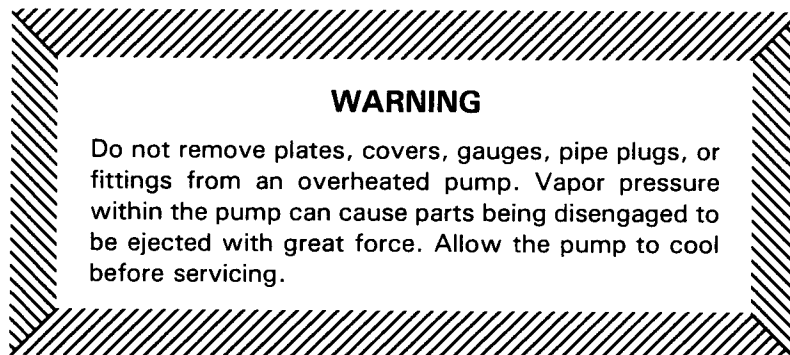 WARNING
Do not remove plates, covers, gauges, pipe plugs, or
fittings from an overheated pump. Vapor pressure
within the pump can cause parts being disengaged to
be ejected with great force. Allow the pump to cool
before servicing.